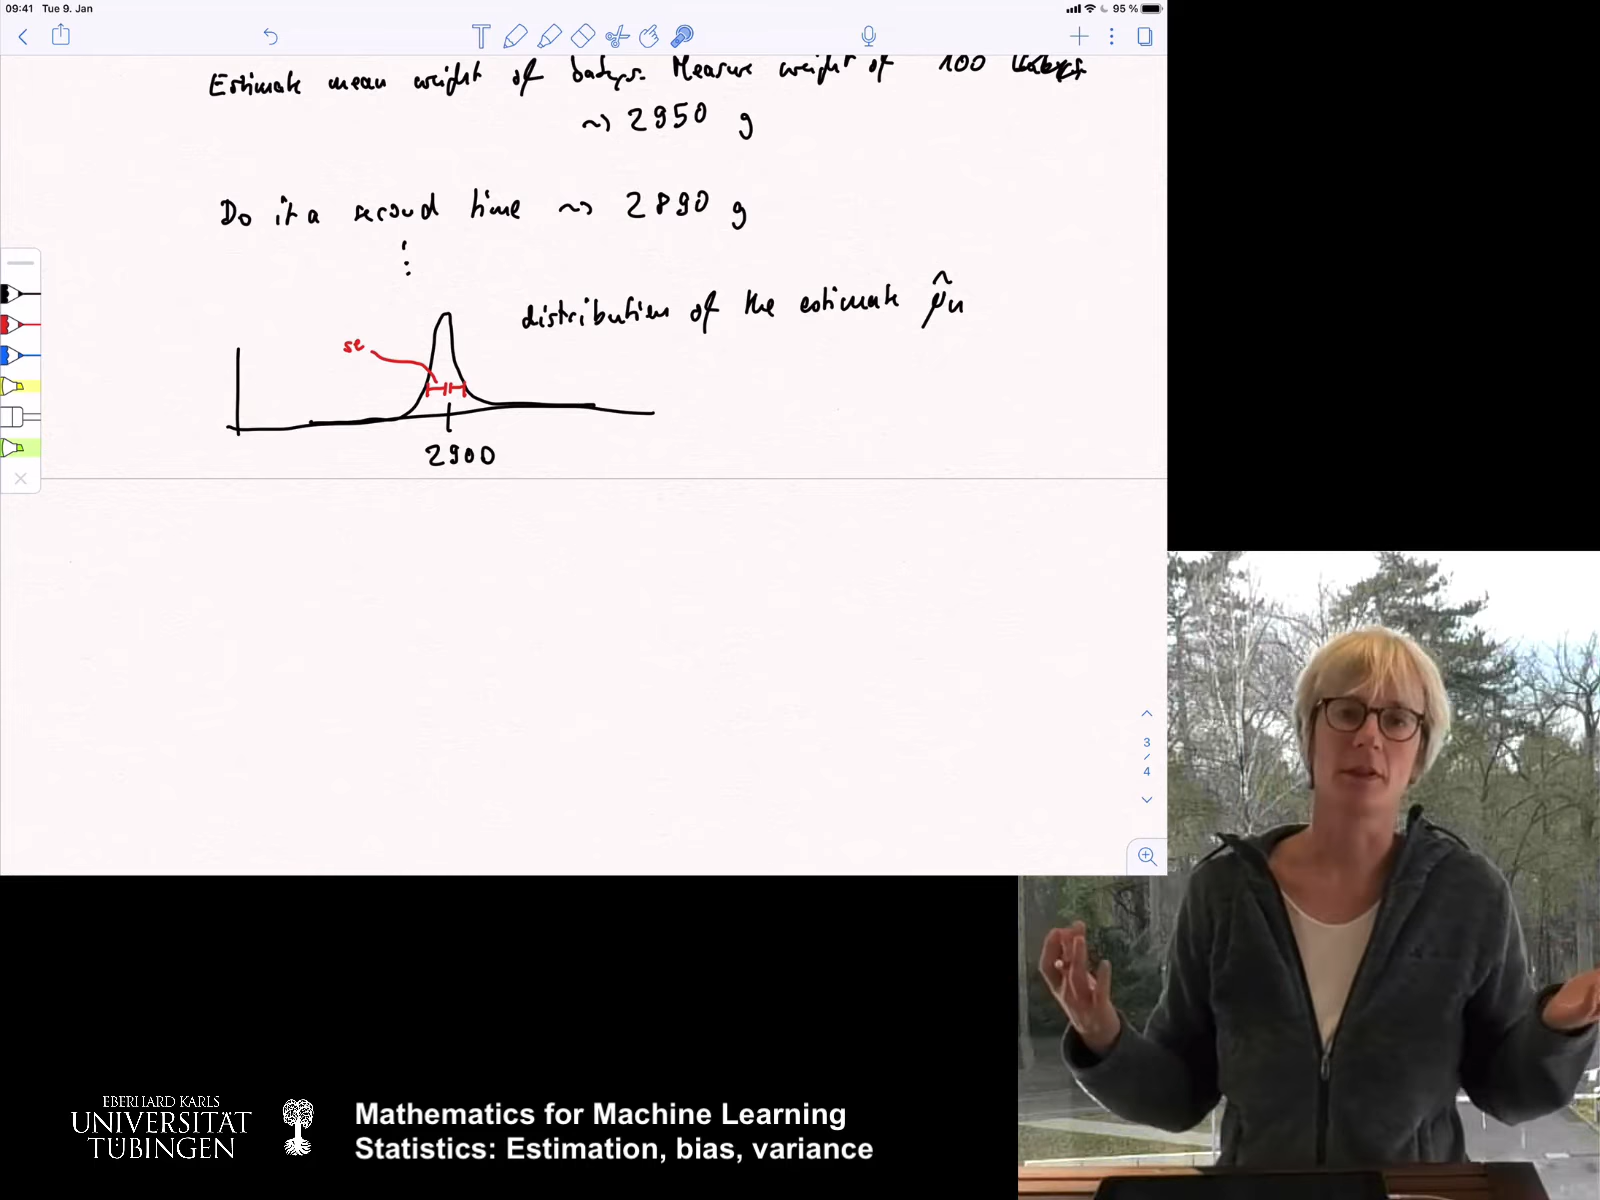 09:41 Tue 9. Jan
95 %
Estimate mean weight of babys. Measure weight of 100 babys
~> 2950 g
Do it a second time ~> 2890 g
⋮
distribution of the estimate μ̂n
se
2900
3
/
4
EBERHARD KARLS
UNIVERSITÄT
TÜBINGEN
Mathematics for Machine Learning
Statistics: Estimation, bias, variance